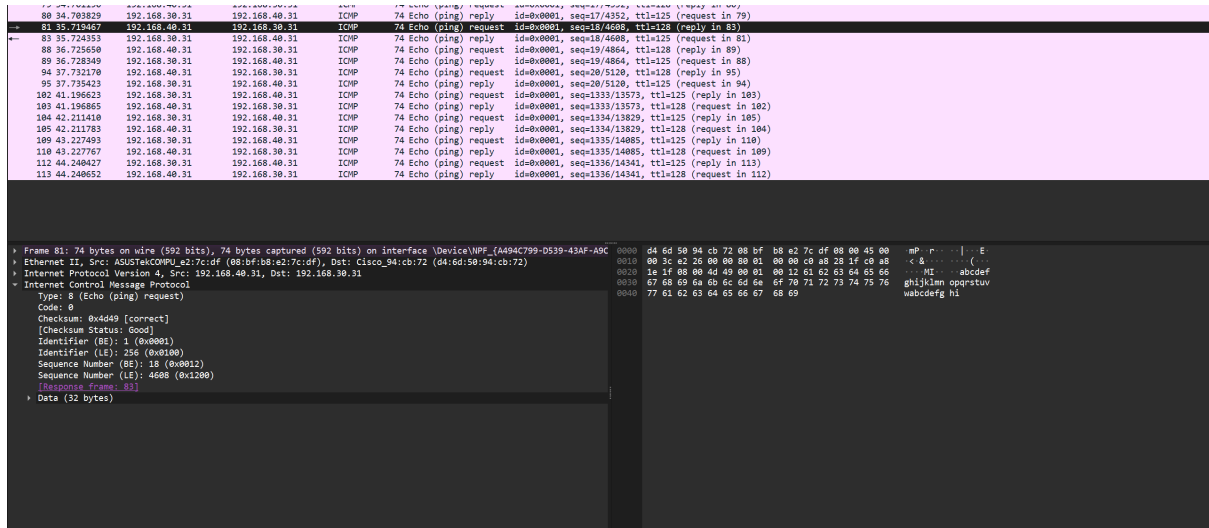 80 34.703829 192.168.30.31 192.168.40.31 ICMP 74 Echo (ping) reply id=0x0001, seq=17/4352, ttl=125 (request in 79)
81 35.719467 192.168.40.31 192.168.30.31 ICMP 74 Echo (ping) request id=0x0001, seq=18/4608, ttl=128 (reply in 83)
83 35.724353 192.168.30.31 192.168.40.31 ICMP 74 Echo (ping) reply id=0x0001, seq=18/4608, ttl=125 (request in 81)
88 36.725650 192.168.40.31 192.168.30.31 ICMP 74 Echo (ping) request id=0x0001, seq=19/4864, ttl=128 (reply in 89)
89 36.728349 192.168.30.31 192.168.40.31 ICMP 74 Echo (ping) reply id=0x0001, seq=19/4864, ttl=125 (request in 88)
94 37.732170 192.168.40.31 192.168.30.31 ICMP 74 Echo (ping) request id=0x0001, seq=20/5120, ttl=128 (reply in 95)
95 37.735423 192.168.30.31 192.168.40.31 ICMP 74 Echo (ping) reply id=0x0001, seq=20/5120, ttl=125 (request in 94)
102 41.196623 192.168.30.31 192.168.40.31 ICMP 74 Echo (ping) request id=0x0001, seq=1333/13573, ttl=125 (reply in 103)
103 41.196865 192.168.40.31 192.168.30.31 ICMP 74 Echo (ping) reply id=0x0001, seq=1333/13573, ttl=128 (request in 102)
104 42.211410 192.168.30.31 192.168.40.31 ICMP 74 Echo (ping) request id=0x0001, seq=1334/13829, ttl=125 (reply in 105)
105 42.211783 192.168.40.31 192.168.30.31 ICMP 74 Echo (ping) reply id=0x0001, seq=1334/13829, ttl=128 (request in 104)
109 43.227493 192.168.30.31 192.168.40.31 ICMP 74 Echo (ping) request id=0x0001, seq=1335/14085, ttl=125 (reply in 110)
110 43.227767 192.168.40.31 192.168.30.31 ICMP 74 Echo (ping) reply id=0x0001, seq=1335/14085, ttl=128 (request in 109)
112 44.240427 192.168.30.31 192.168.40.31 ICMP 74 Echo (ping) request id=0x0001, seq=1336/14341, ttl=125 (reply in 113)
113 44.240652 192.168.40.31 192.168.30.31 ICMP 74 Echo (ping) reply id=0x0001, seq=1336/14341, ttl=128 (request in 112)
Frame 81: 74 bytes on wire (592 bits), 74 bytes captured (592 bits) on interface \Device\NPF_{A494C799-D539-43AF-A9C
Ethernet II, Src: ASUSTekCOMPU_e2:7c:df (08:bf:b8:e2:7c:df), Dst: Cisco_94:cb:72 (d4:6d:50:94:cb:72)
Internet Protocol Version 4, Src: 192.168.40.31, Dst: 192.168.30.31
Internet Control Message Protocol
Type: 8 (Echo (ping) request)
Code: 0
Checksum: 0x4d49 [correct]
[Checksum Status: Good]
Identifier (BE): 1 (0x0001)
Identifier (LE): 256 (0x0100)
Sequence Number (BE): 18 (0x0012)
Sequence Number (LE): 4608 (0x1200)
[Response frame: 83]
Data (32 bytes)
0000 d4 6d 50 94 cb 72 08 bf b8 e2 7c df 08 00 45 00 ·mP··r·· ··|···E·
0010 00 3c e2 26 00 00 80 01 00 00 c0 a8 28 1f c0 a8 ·<·&···· ····(···
0020 1e 1f 08 00 4d 49 00 01 00 12 61 62 63 64 65 66 ····MI·· ··abcdef
0030 67 68 69 6a 6b 6c 6d 6e 6f 70 71 72 73 74 75 76 ghijklmn opqrstuv
0040 77 61 62 63 64 65 66 67 68 69 wabcdefg hi